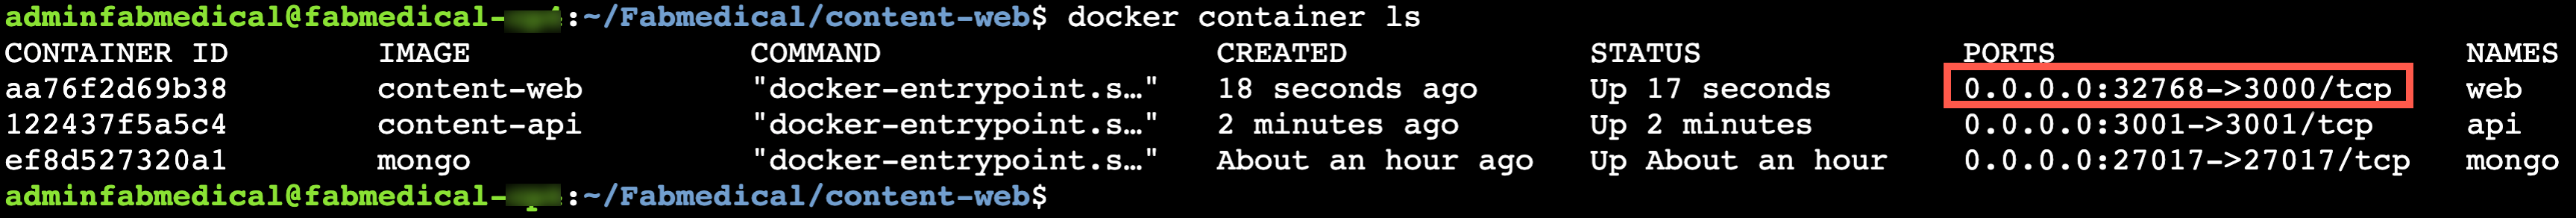 adminfabmedical@fabmedical-:~/Fabmedical/content-web$ docker container ls
CONTAINER ID IMAGE COMMAND CREATED STATUS PORTS NAMES
aa76f2d69b38 content-web "docker-entrypoint.s…" 18 seconds ago Up 17 seconds 0.0.0.0:32768->3000/tcp web
122437f5a5c4 content-api "docker-entrypoint.s…" 2 minutes ago Up 2 minutes 0.0.0.0:3001->3001/tcp api
ef8d527320a1 mongo "docker-entrypoint.s…" About an hour ago Up About an hour 0.0.0.0:27017->27017/tcp mongo
adminfabmedical@fabmedical-:~/Fabmedical/content-web$